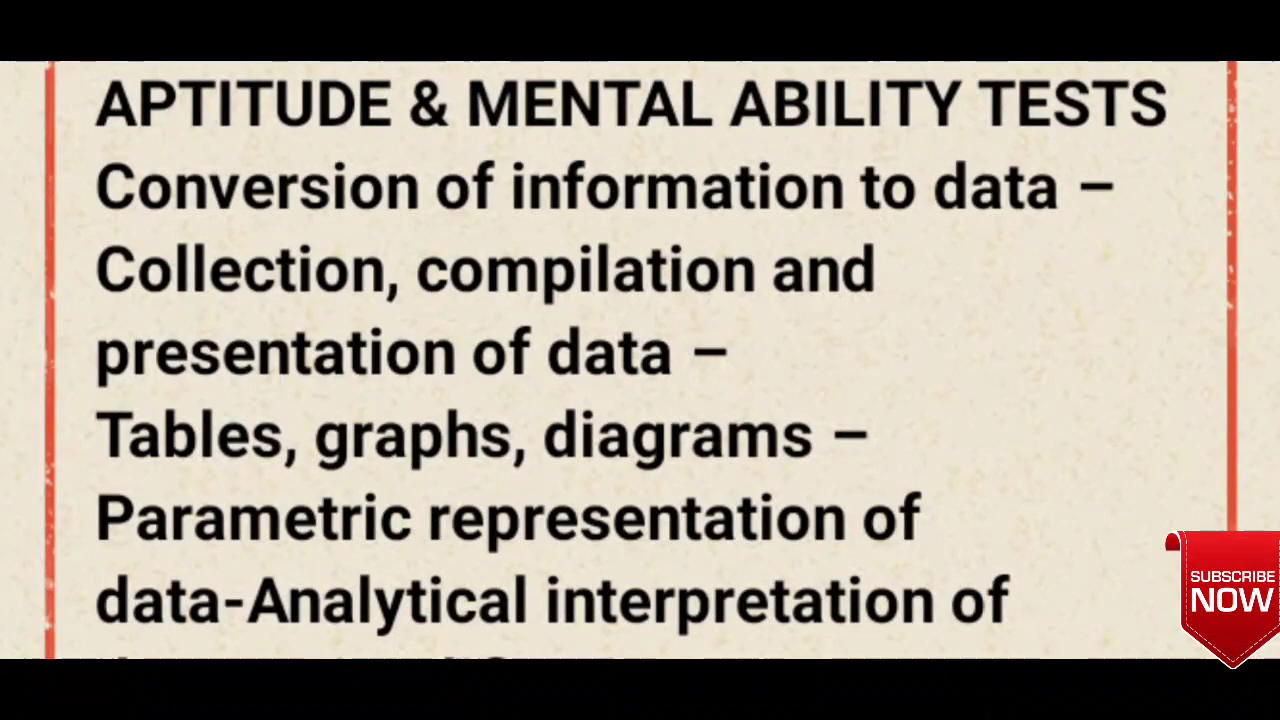 APTITUDE & MENTAL ABILITY TESTS
Conversion of information to data –
Collection, compilation and
presentation of data –
Tables, graphs, diagrams –
Parametric representation of
data-Analytical interpretation of
SUBSCRIBE
NOW